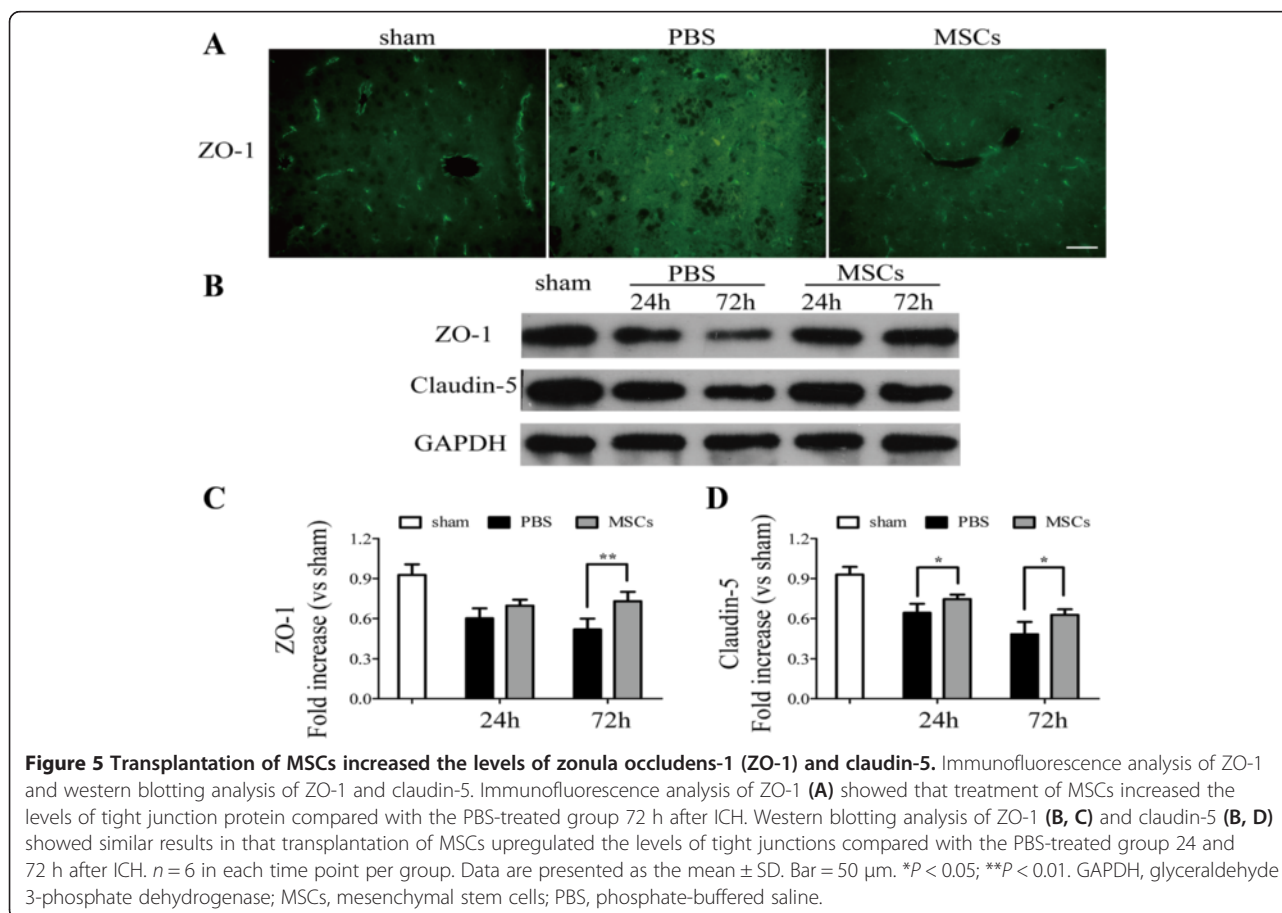 A
sham PBS MSCs
ZO-1
B
sham PBS MSCs
24h 72h 24h 72h
ZO-1
Claudin-5
GAPDH
C
sham PBS MSCs
ZO-1
Fold increase (vs sham)
1.2
0.9
0.6
0.3
0.0
**
24h 72h
D
sham PBS MSCs
Claudin-5
Fold increase (vs sham)
1.2
0.9
0.6
0.3
0.0
* *
24h 72h
Figure 5 Transplantation of MSCs increased the levels of zonula occludens-1 (ZO-1) and claudin-5. Immunofluorescence analysis of ZO-1
and western blotting analysis of ZO-1 and claudin-5. Immunofluorescence analysis of ZO-1 (A) showed that treatment of MSCs increased the
levels of tight junction protein compared with the PBS-treated group 72 h after ICH. Western blotting analysis of ZO-1 (B, C) and claudin-5 (B, D)
showed similar results in that transplantation of MSCs upregulated the levels of tight junctions compared with the PBS-treated group 24 and
72 h after ICH. n = 6 in each time point per group. Data are presented as the mean ± SD. Bar = 50 μm. *P < 0.05; **P < 0.01. GAPDH, glyceraldehyde
3-phosphate dehydrogenase; MSCs, mesenchymal stem cells; PBS, phosphate-buffered saline.